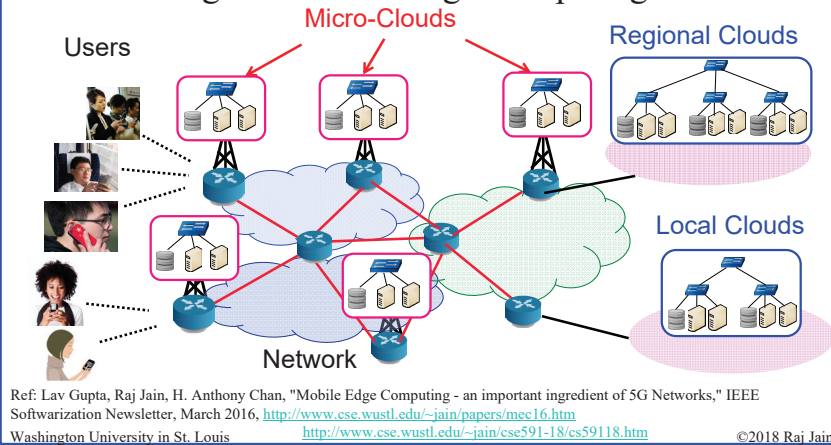 Micro-Clouds
Users
Regional Clouds
Local Clouds
Network
Ref: Lav Gupta, Raj Jain, H. Anthony Chan, "Mobile Edge Computing - an important ingredient of 5G Networks," IEEE
Softwarization Newsletter, March 2016, http://www.cse.wustl.edu/~jain/papers/mec16.htm
Washington University in St. Louis http://www.cse.wustl.edu/~jain/cse591-18/cs59118.htm ©2018 Raj Jain